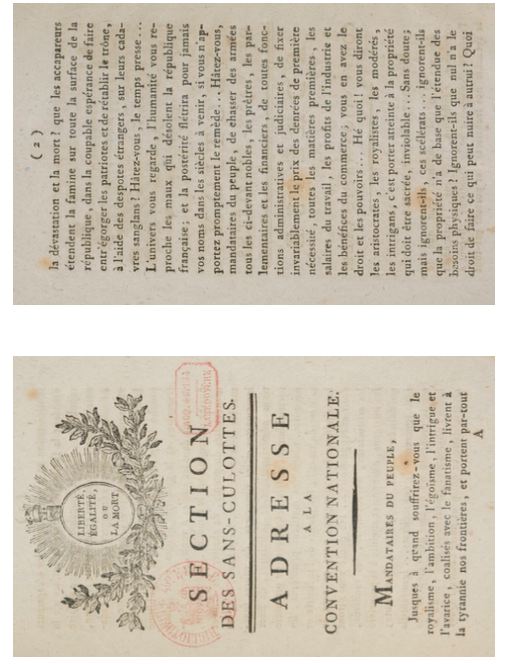 LIBERTÉ,
ÉGALITÉ,
OU
LA MORT
SECTION
DES SANS-CULOTTES.
ADRESSE
A LA
CONVENTION NATIONALE.
MANDATAIRES DU PEUPLE,
Jusques à quand souffrirez-vous que le
royalisme, l'ambition, l'égoïsme, l'intrigue et
l'avarice, coalisés avec le fanatisme, livrent à
la tyrannie nos frontières, et portent par-tout
A
( 2 )
la dévastation et la mort? que les accapareurs
étendent la famine sur toute la surface de la
république, dans la coupable espérance de faire
entr'égorger les patriotes et de rétablir le trône,
à l'aide des despotes étrangers, sur leurs cada-
vres sanglans? Hâtez-vous; le temps presse...
L'univers vous regarde, l'humanité vous re-
proche les maux qui désolent la république
française; et la postérité flétrira pour jamais
vos noms dans les siècles à venir, si vous n'ap-
portez promptement le remède... Hâtez-vous,
mandataires du peuple, de chasser des armées
tous les ci-devant nobles, les prêtres, les par-
lementaires et les financiers, de toutes fonc-
tions administratives et judiciaires, de fixer
invariablement le prix des denrées de première
nécessité, toutes les matières premières, les
salaires du travail, les profits de l'industrie et
les bénéfices du commerce; vous en avez le
droit et les pouvoirs.... Hé quoi! vous diront
les aristocrates, les royalistes, les modérés,
les intrigans, c'est porter atteinte à la propriété
qui doit être sacrée, inviolable.... Sans doute;
mais ignorent-ils, ces scélérats.... ignorent-ils
que la propriété n'a de base que l'étendue des
besoins physiques? Ignorent-ils que nul n'a le
droit de faire ce qui peut nuire à autrui? Quoi